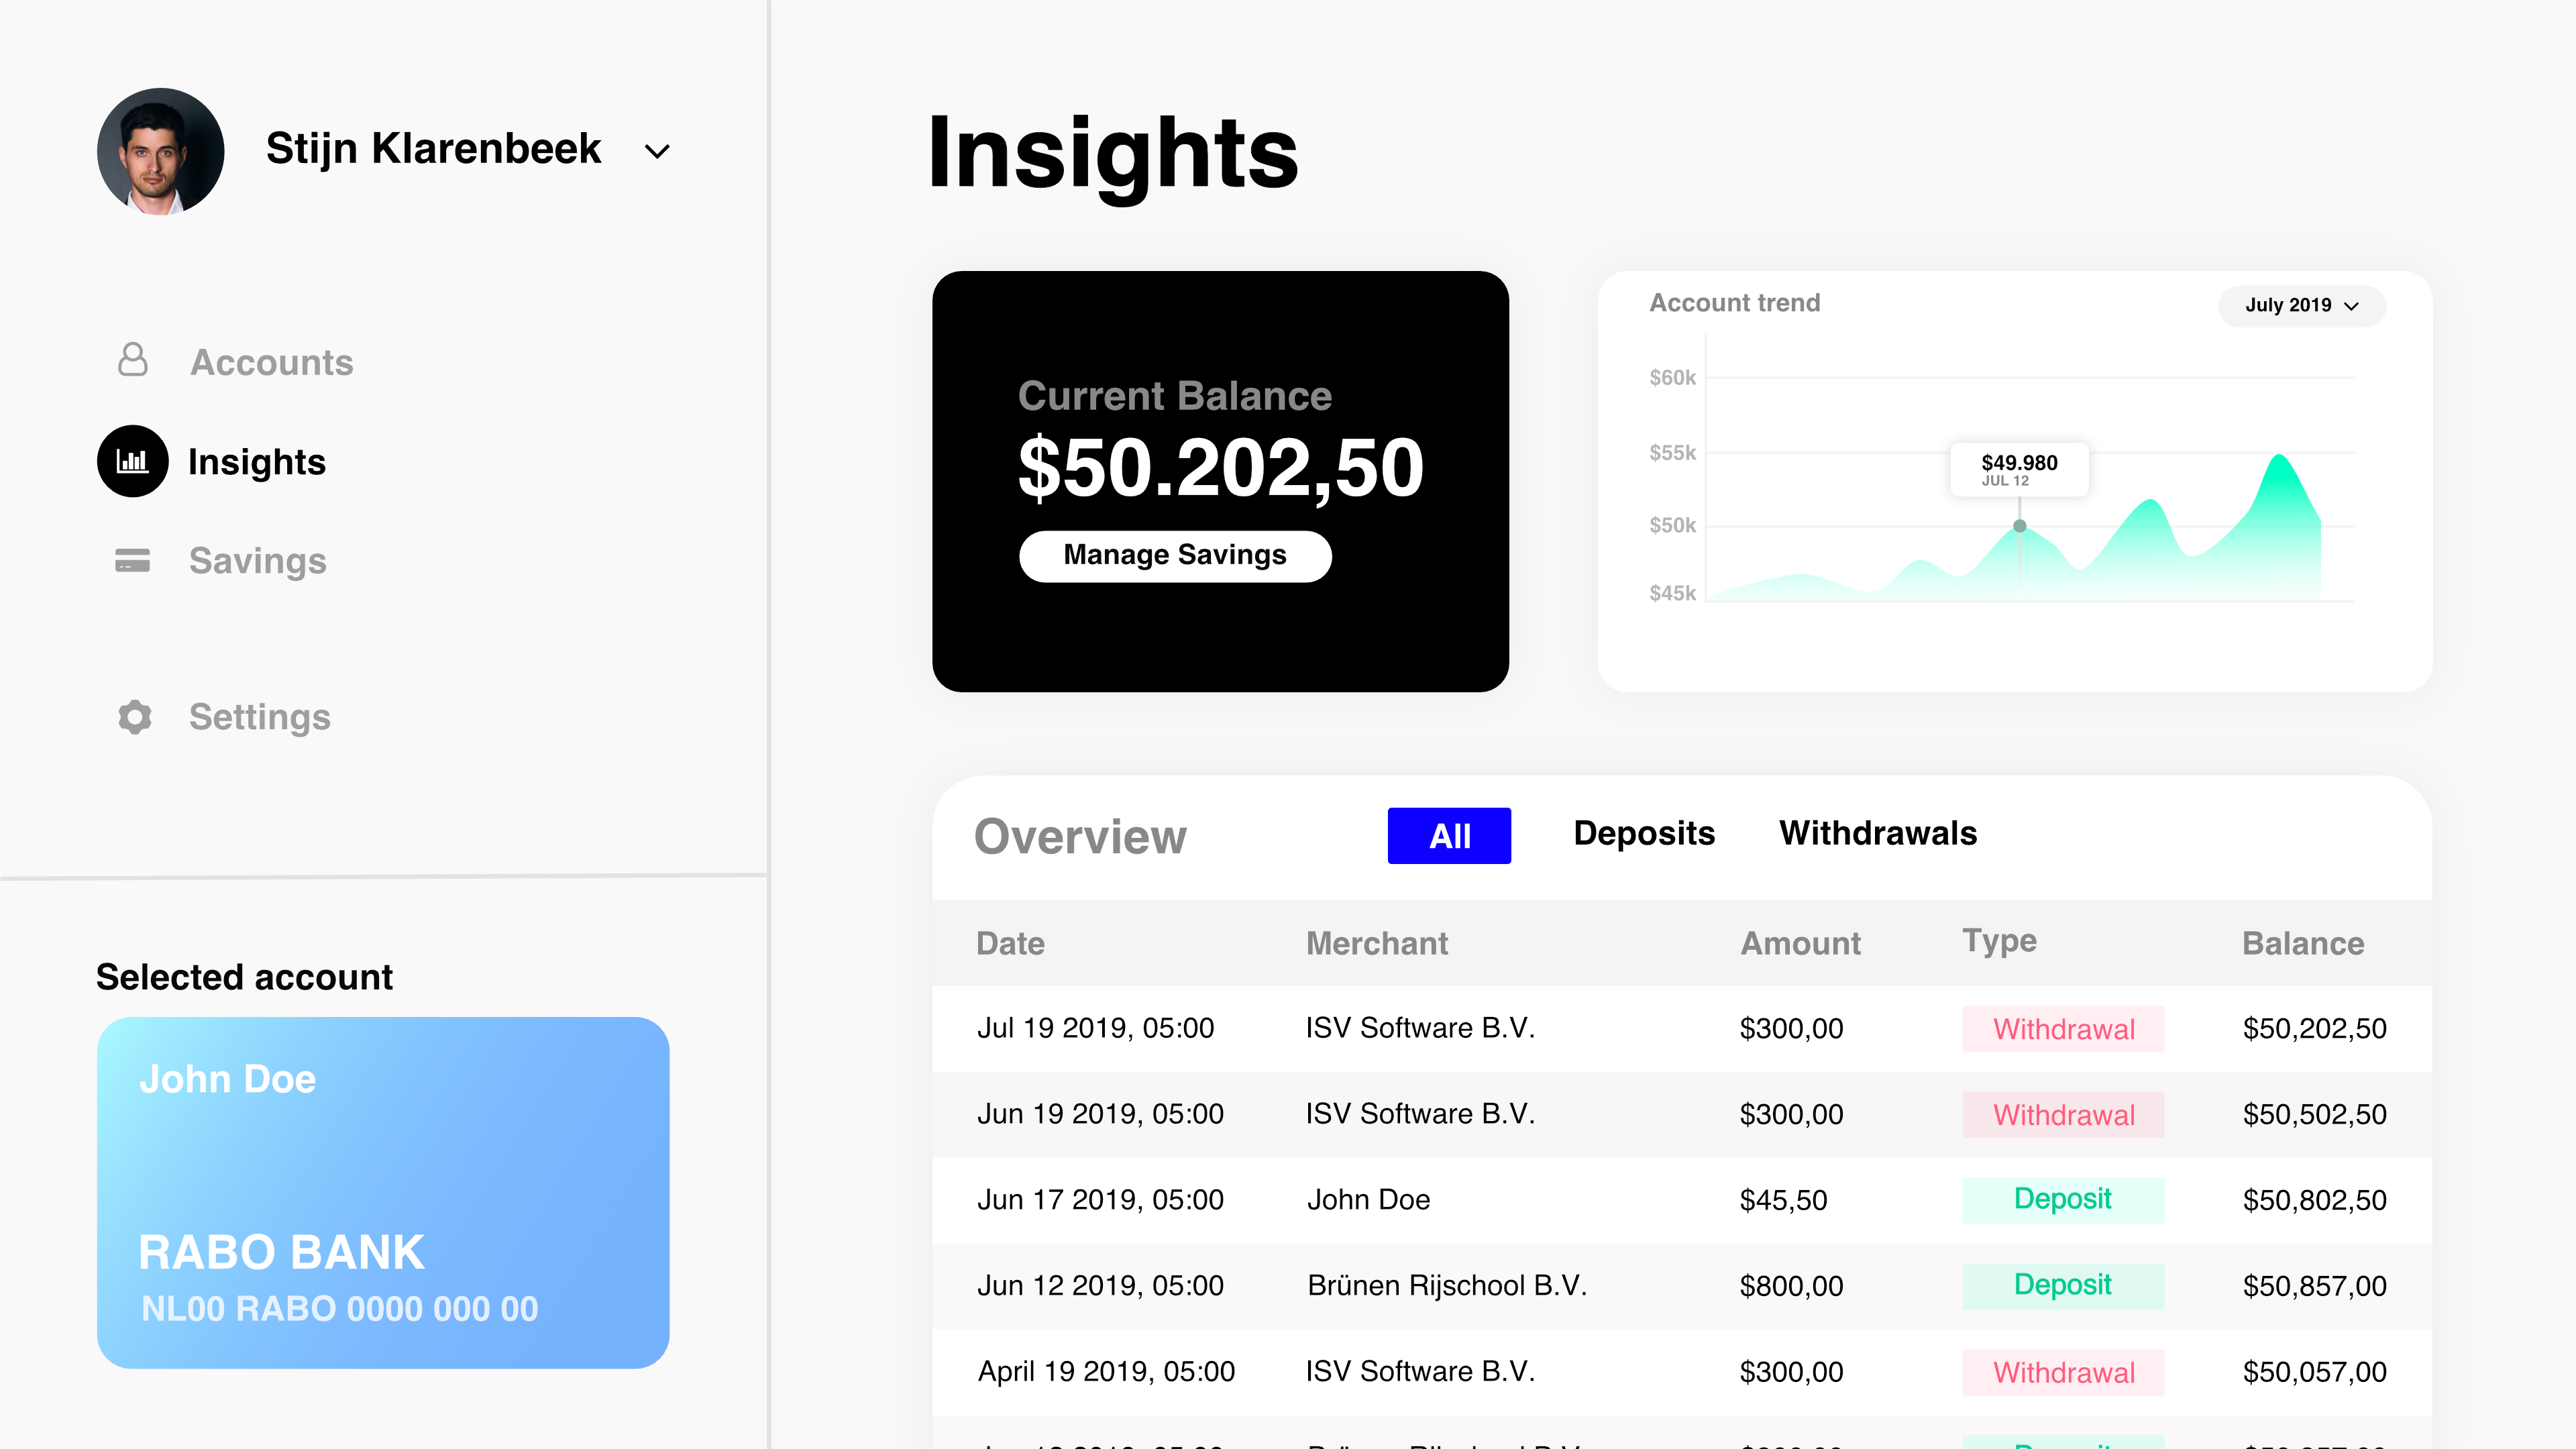 Stijn Klarenbeek
Accounts
Insights
Savings
Settings
Selected account
John Doe
RABO BANK
NL00 RABO 0000 000 00
Insights
Current Balance
$50.202,50
Manage Savings
Account trend
July 2019
$60k
$55k
$50k
$45k
$49.980
JUL 12
Overview All Deposits Withdrawals
Date Merchant Amount Type Balance
Jul 19 2019, 05:00 ISV Software B.V. $300,00 Withdrawal $50,202,50
Jun 19 2019, 05:00 ISV Software B.V. $300,00 Withdrawal $50,502,50
Jun 17 2019, 05:00 John Doe $45,50 Deposit $50,802,50
Jun 12 2019, 05:00 Brünen Rijschool B.V. $800,00 Deposit $50,857,00
April 19 2019, 05:00 ISV Software B.V. $300,00 Withdrawal $50,057,00